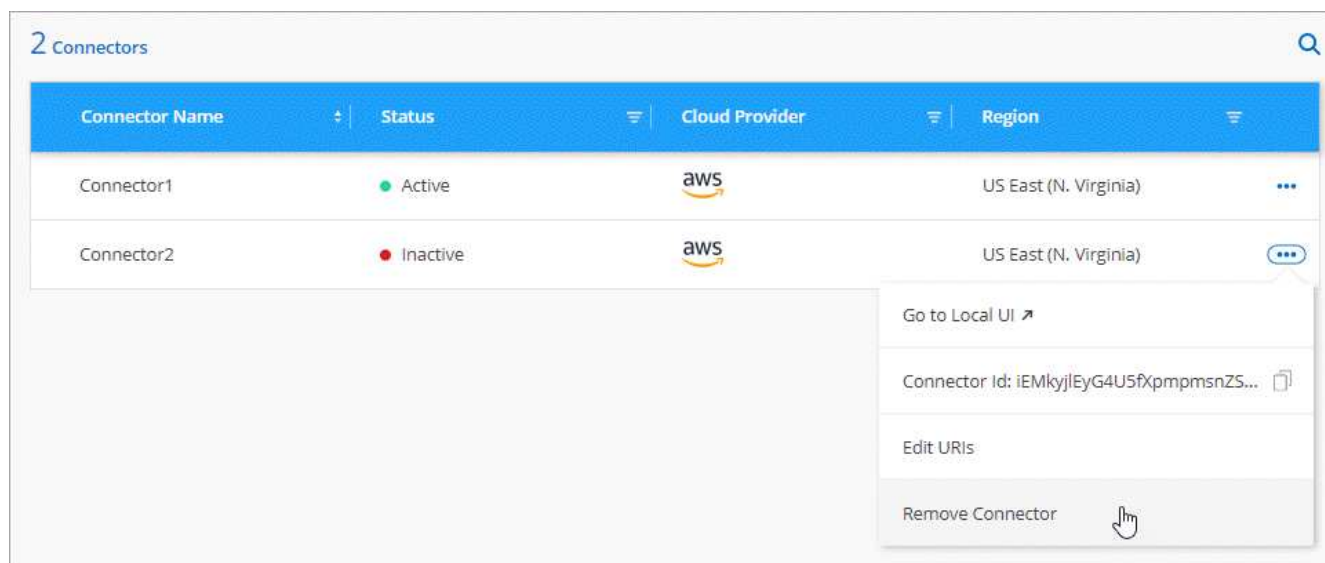 2 Connectors
Connector Name Status Cloud Provider Region
Connector1 Active aws US East (N. Virginia)
Connector2 Inactive aws US East (N. Virginia)
Go to Local UI
Connector Id: iEMkyjlEyG4U5fXpmpmsnZS...
Edit URIs
Remove Connector